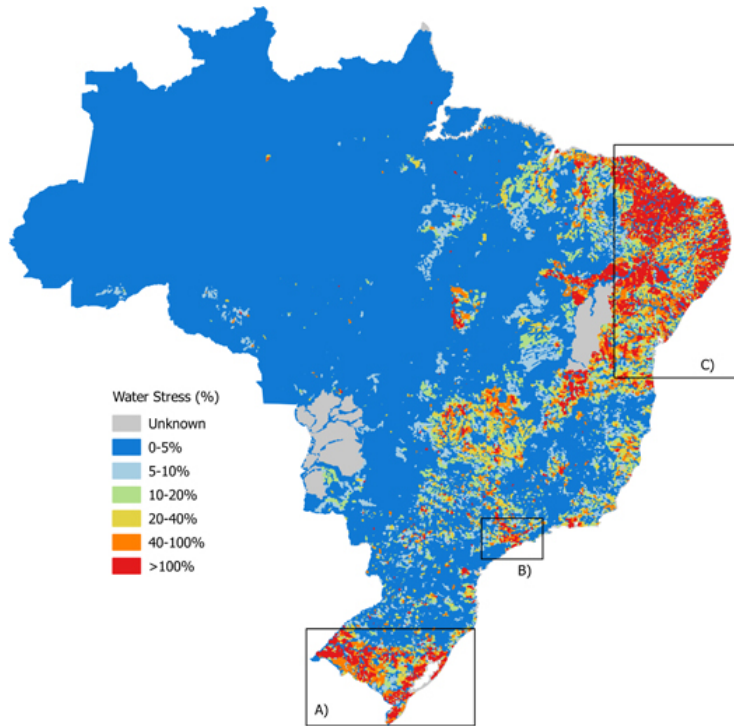 C)
Water Stress (%)
Unknown
0-5%
5-10%
10-20%
20-40%
40-100%
>100%
B)
A)